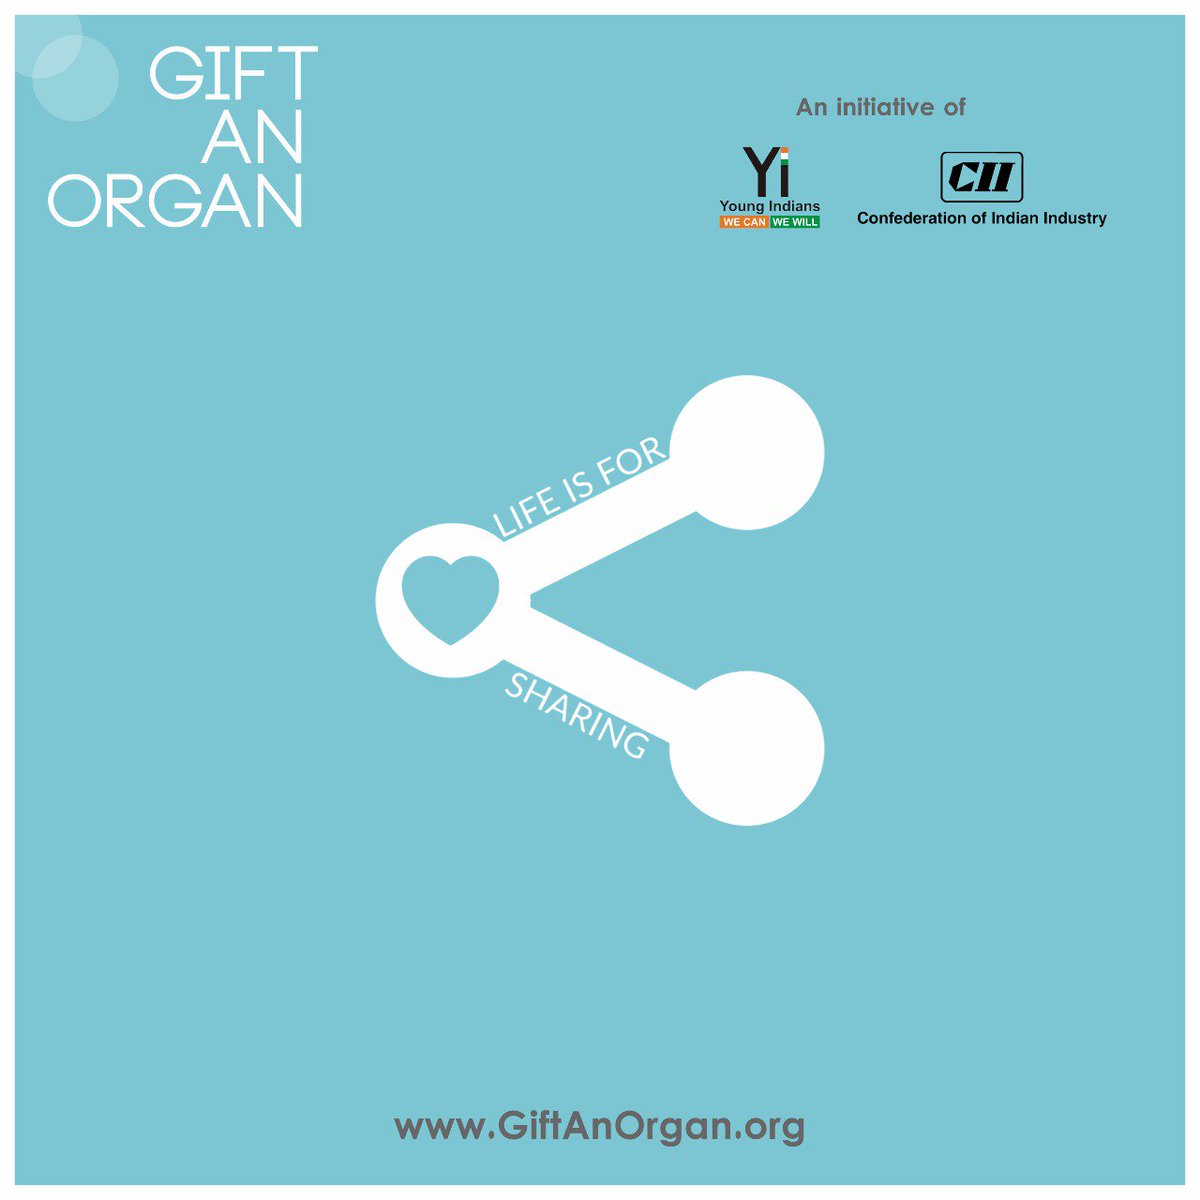 GIFT
AN
ORGAN
An initiative of
Yi
Young Indians
WE CAN WE WILL
CII
Confederation of Indian Industry
LIFE IS FOR
SHARING
www.GiftAnOrgan.org